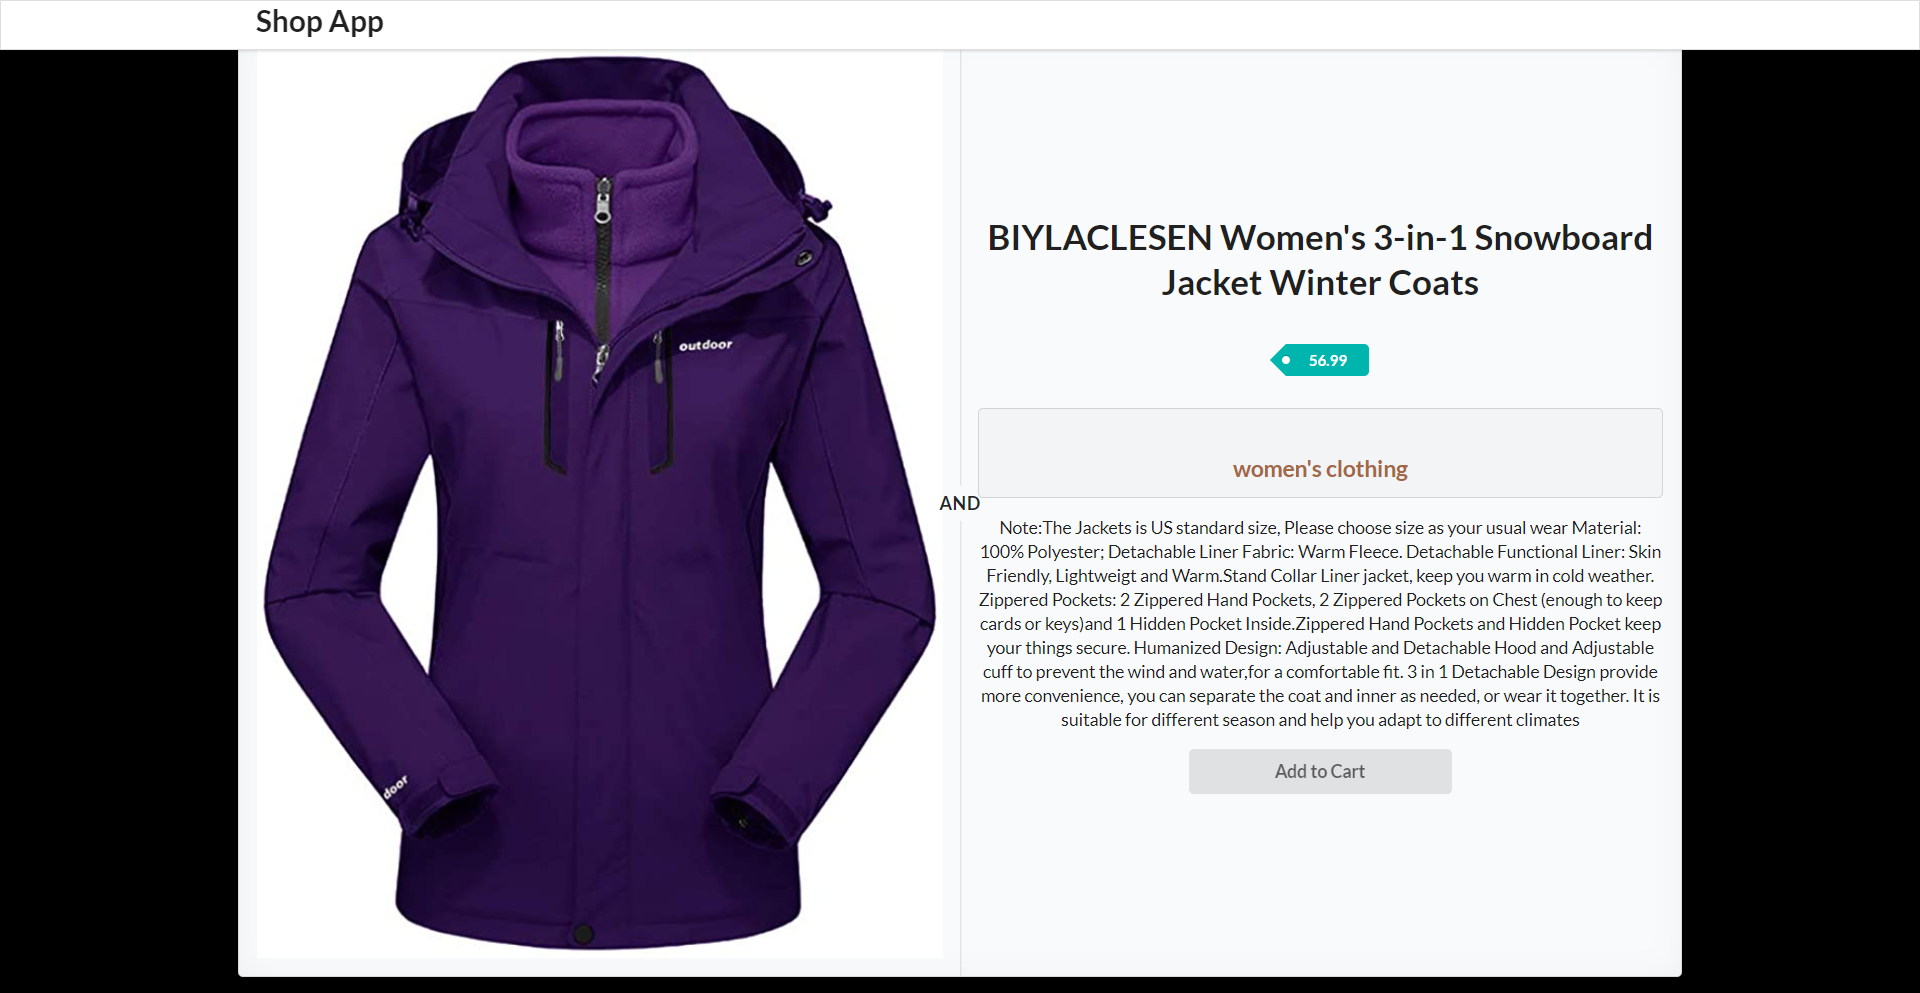 Shop App
outdoor
door
AND
BIYLACLESEN Women's 3-in-1 Snowboard
Jacket Winter Coats
56.99
women's clothing
Note:The Jackets is US standard size, Please choose size as your usual wear Material:
100% Polyester; Detachable Liner Fabric: Warm Fleece. Detachable Functional Liner: Skin
Friendly, Lightweigt and Warm.Stand Collar Liner jacket, keep you warm in cold weather.
Zippered Pockets: 2 Zippered Hand Pockets, 2 Zippered Pockets on Chest (enough to keep
cards or keys)and 1 Hidden Pocket Inside.Zippered Hand Pockets and Hidden Pocket keep
your things secure. Humanized Design: Adjustable and Detachable Hood and Adjustable
cuff to prevent the wind and water,for a comfortable fit. 3 in 1 Detachable Design provide
more convenience, you can separate the coat and inner as needed, or wear it together. It is
suitable for different season and help you adapt to different climates
Add to Cart